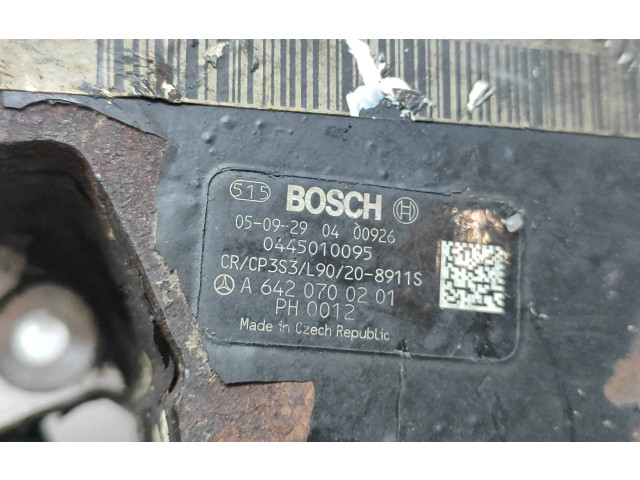 515 BOSCH
05-09-29 04 00926
0445010095
CR/CP3S3/L90/20-8911S
A 642 070 02 01
PH 0012
Made in Czech Republic